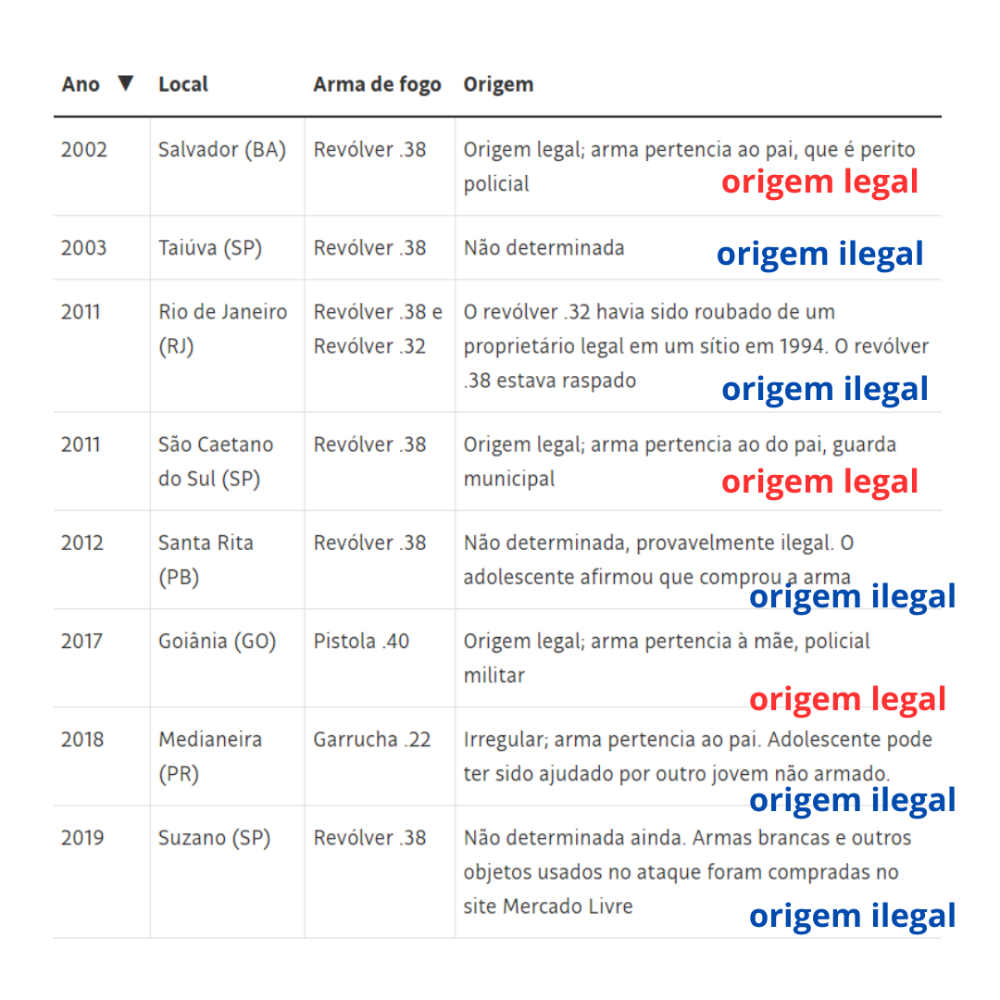 Ano ▼ Local Arma de fogo Origem
2002 Salvador (BA) Revólver .38 Origem legal; arma pertencia ao pai, que é perito
policial
origem legal
2003 Taiúva (SP) Revólver .38 Não determinada
origem ilegal
2011 Rio de Janeiro Revólver .38 e O revólver .32 havia sido roubado de um
(RJ) Revólver .32 proprietário legal em um sítio em 1994. O revólver
.38 estava raspado
origem ilegal
2011 São Caetano Revólver .38 Origem legal; arma pertencia ao do pai, guarda
do Sul (SP) municipal
origem legal
2012 Santa Rita Revólver .38 Não determinada, provavelmente ilegal. O
(PB) adolescente afirmou que comprou a arma
origem ilegal
2017 Goiânia (GO) Pistola .40 Origem legal; arma pertencia à mãe, policial
militar
origem legal
2018 Medianeira Garrucha .22 Irregular; arma pertencia ao pai. Adolescente pode
(PR) ter sido ajudado por outro jovem não armado.
origem ilegal
2019 Suzano (SP) Revólver .38 Não determinada ainda. Armas brancas e outros
objetos usados no ataque foram compradas no
site Mercado Livre
origem ilegal